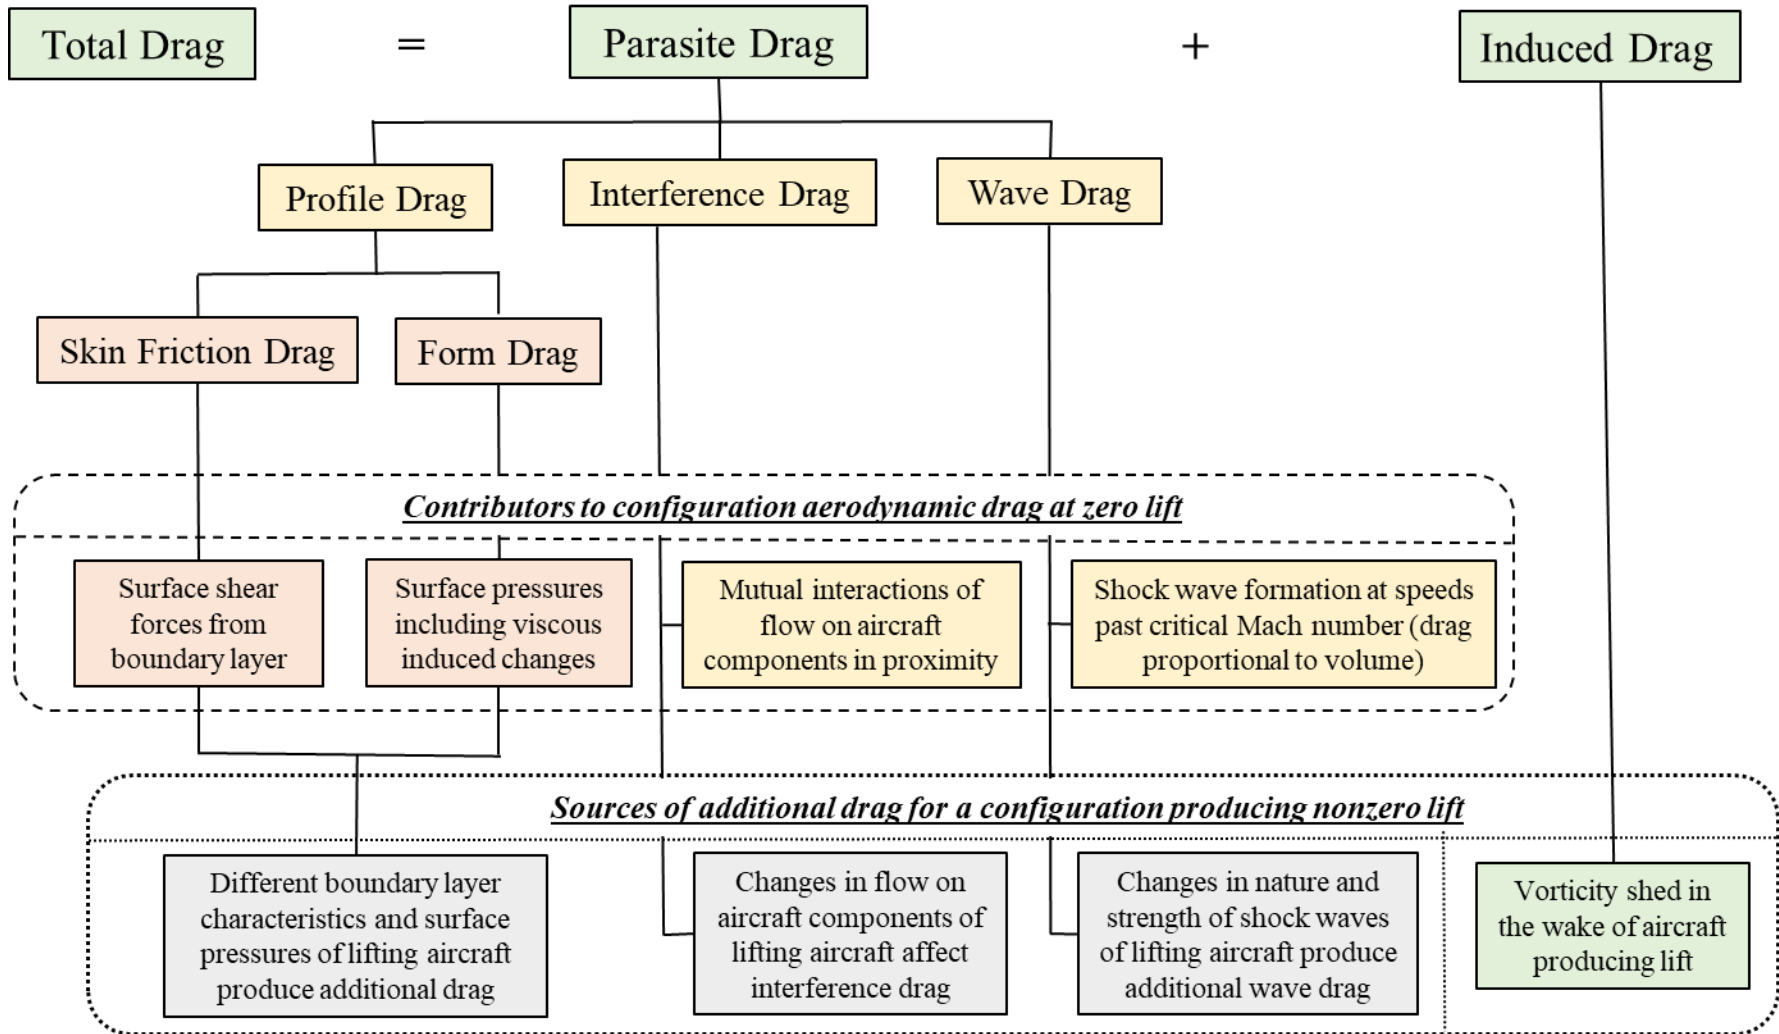 Total Drag = Parasite Drag + Induced Drag
Profile Drag
Interference Drag
Wave Drag
Skin Friction Drag
Form Drag
Contributors to configuration aerodynamic drag at zero lift
Surface shear
forces from
boundary layer
Surface pressures
including viscous
induced changes
Mutual interactions of
flow on aircraft
components in proximity
Shock wave formation at speeds
past critical Mach number (drag
proportional to volume)
Sources of additional drag for a configuration producing nonzero lift
Different boundary layer
characteristics and surface
pressures of lifting aircraft
produce additional drag
Changes in flow on
aircraft components of
lifting aircraft affect
interference drag
Changes in nature and
strength of shock waves
of lifting aircraft produce
additional wave drag
Vorticity shed in
the wake of aircraft
producing lift